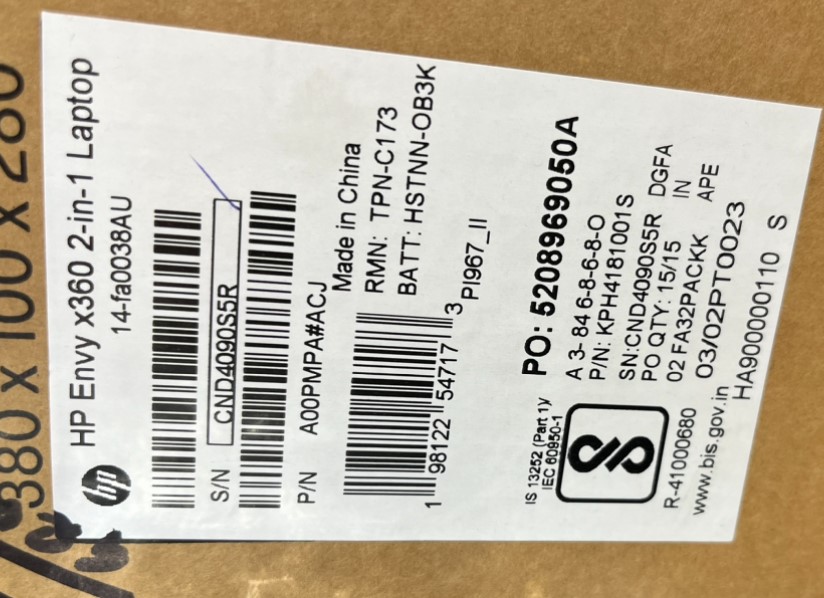 380 x 100 x 280
hp
HP Envy x360 2-in-1 Laptop
14-fa0038AU
S/N CND4090S5R
P/N A00PMPA#ACJ
Made in China
RMN: TPN-C173
BATT: HSTNN-OB3K
1 98122 54717 3
PI967_II
IS 13252 (Part 1)/
IEC 60950-1
R-41000680
www.bis.gov.in
PO: 5208969050A
A 3- 84 6-8-6-8-O
P/N: KPH4181001S
SN:CND4090S5R DGFA
PO QTY: 15/15 IN
02 FA32PACKK APE
03/02PT0023
HA900000110 S